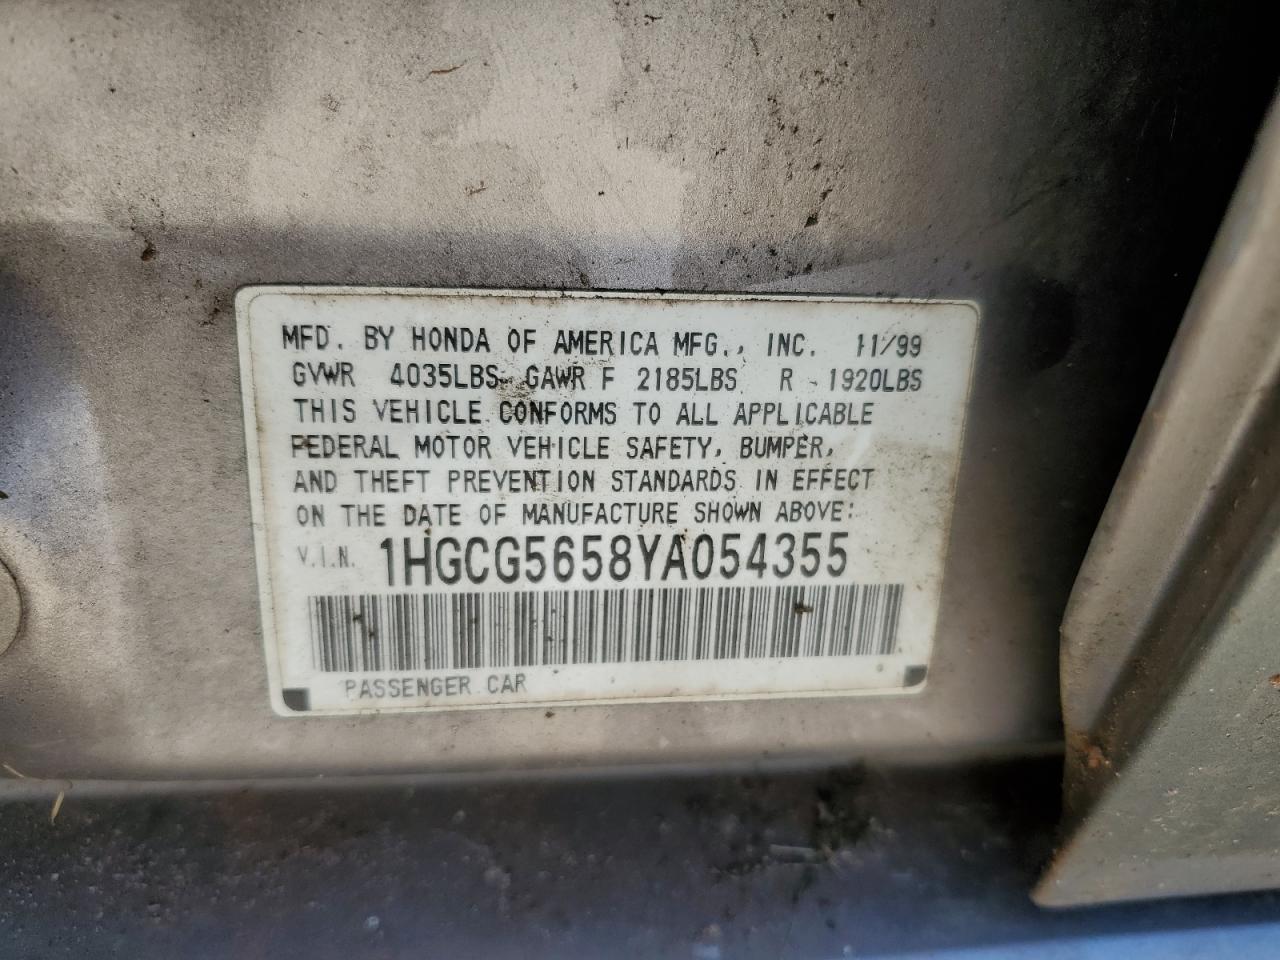 MFD. BY HONDA OF AMERICA MFG., INC. 11/99
GVWR 4035LBS GAWR F 2185LBS R 1920LBS
THIS VEHICLE CONFORMS TO ALL APPLICABLE
FEDERAL MOTOR VEHICLE SAFETY, BUMPER,
AND THEFT PREVENTION STANDARDS IN EFFECT
ON THE DATE OF MANUFACTURE SHOWN ABOVE:
V.I.N. 1HGCG5658YA054355
PASSENGER CAR